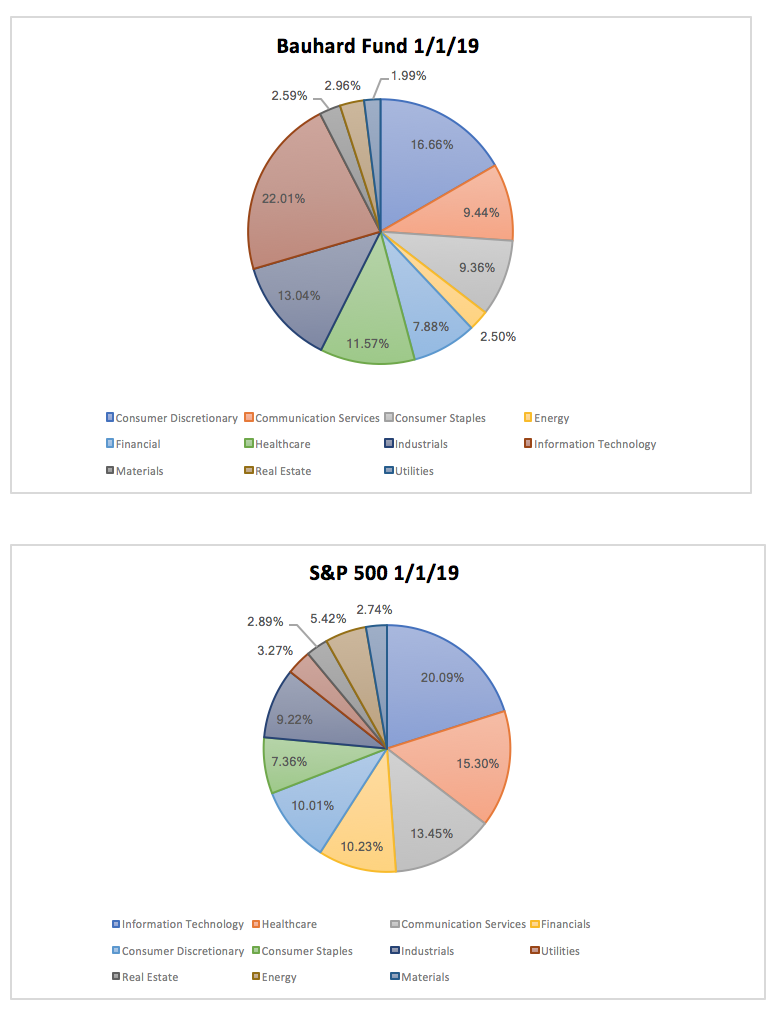 Bauhard Fund 1/1/19
1.99%
2.96%
2.59%
16.66%
22.01%
9.44%
9.36%
13.04%
7.88%
2.50%
11.57%
Consumer Discretionary Communication Services Consumer Staples Energy
Financial Healthcare Industrials Information Technology
Materials Real Estate Utilities
S&P 500 1/1/19
2.74%
5.42%
2.89%
3.27%
20.09%
9.22%
7.36%
15.30%
10.01%
13.45%
10.23%
Information Technology Healthcare Communication Services Financials
Consumer Discretionary Consumer Staples Industrials Utilities
Real Estate Energy Materials